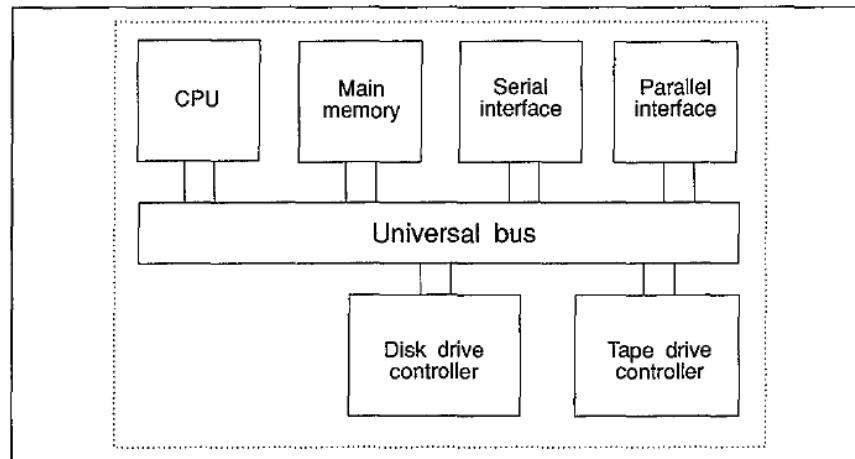 CPU
Main
memory
Serial
interface
Parallel
interface
Universal bus
Disk drive
controller
Tape drive
controller